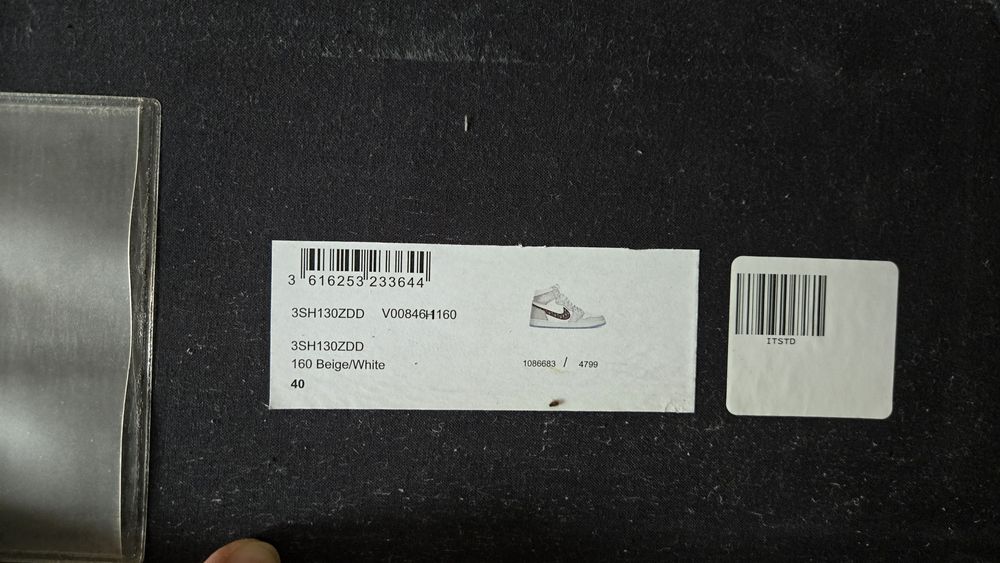 3 616253 233644
3SH130ZDD V00846H160
3SH130ZDD
160 Beige/White
40
1086683 / 4799
ITSTD